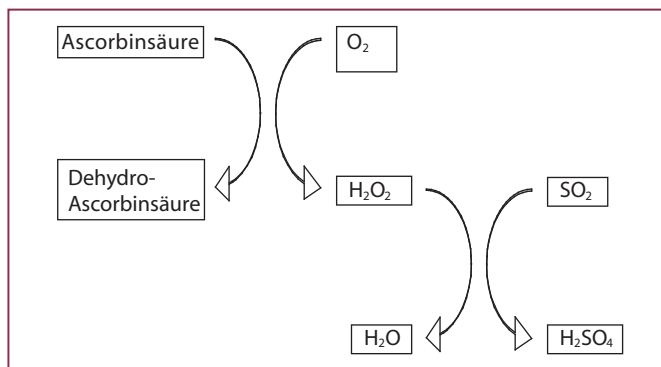 Ascorbinsäure
O₂
Dehydro-
Ascorbinsäure
H₂O₂
SO₂
H₂O
H₂SO₄